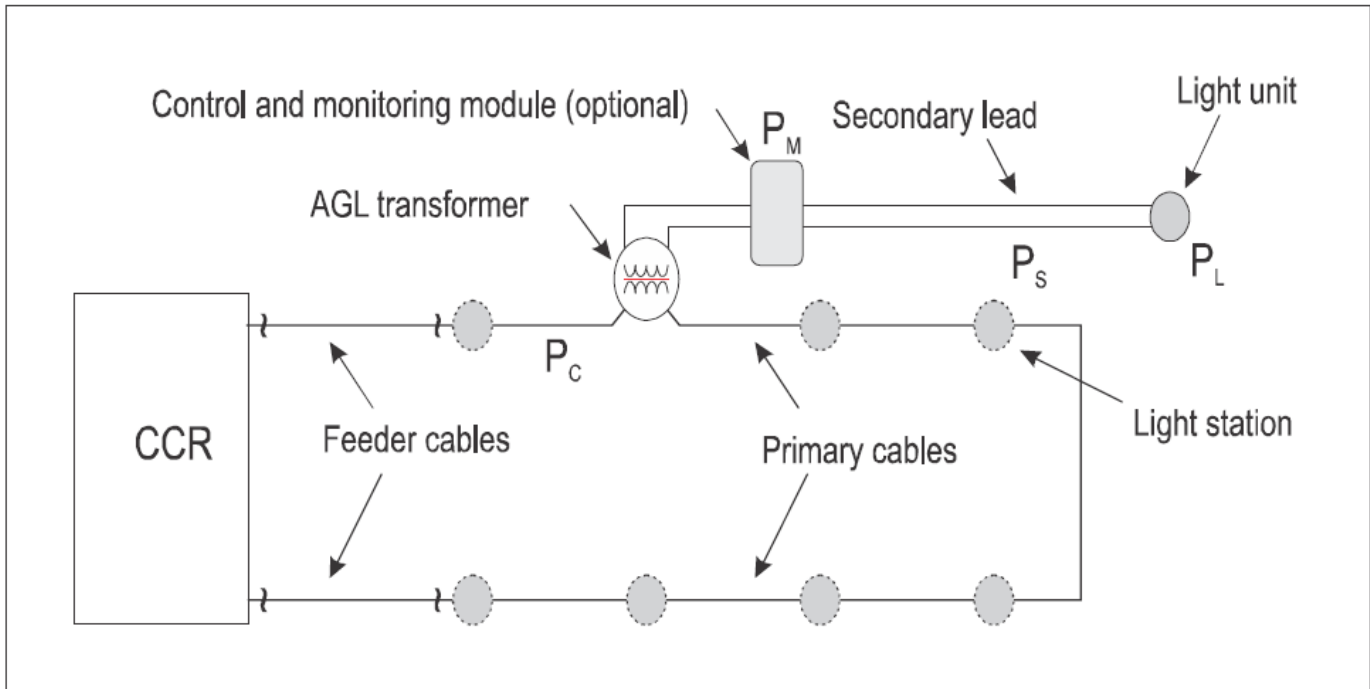 Light unit
Control and monitoring module (optional)
Secondary lead
P_M
AGL transformer
P_S
P_L
P_C
Light station
CCR
Feeder cables
Primary cables